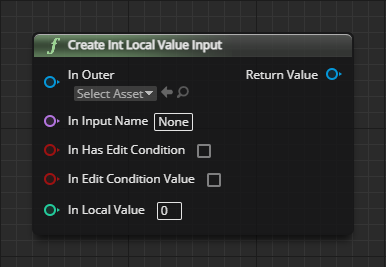 Create Int Local Value Input
In Outer
Return Value
Select Asset
In Input Name None
In Has Edit Condition
In Edit Condition Value
In Local Value 0